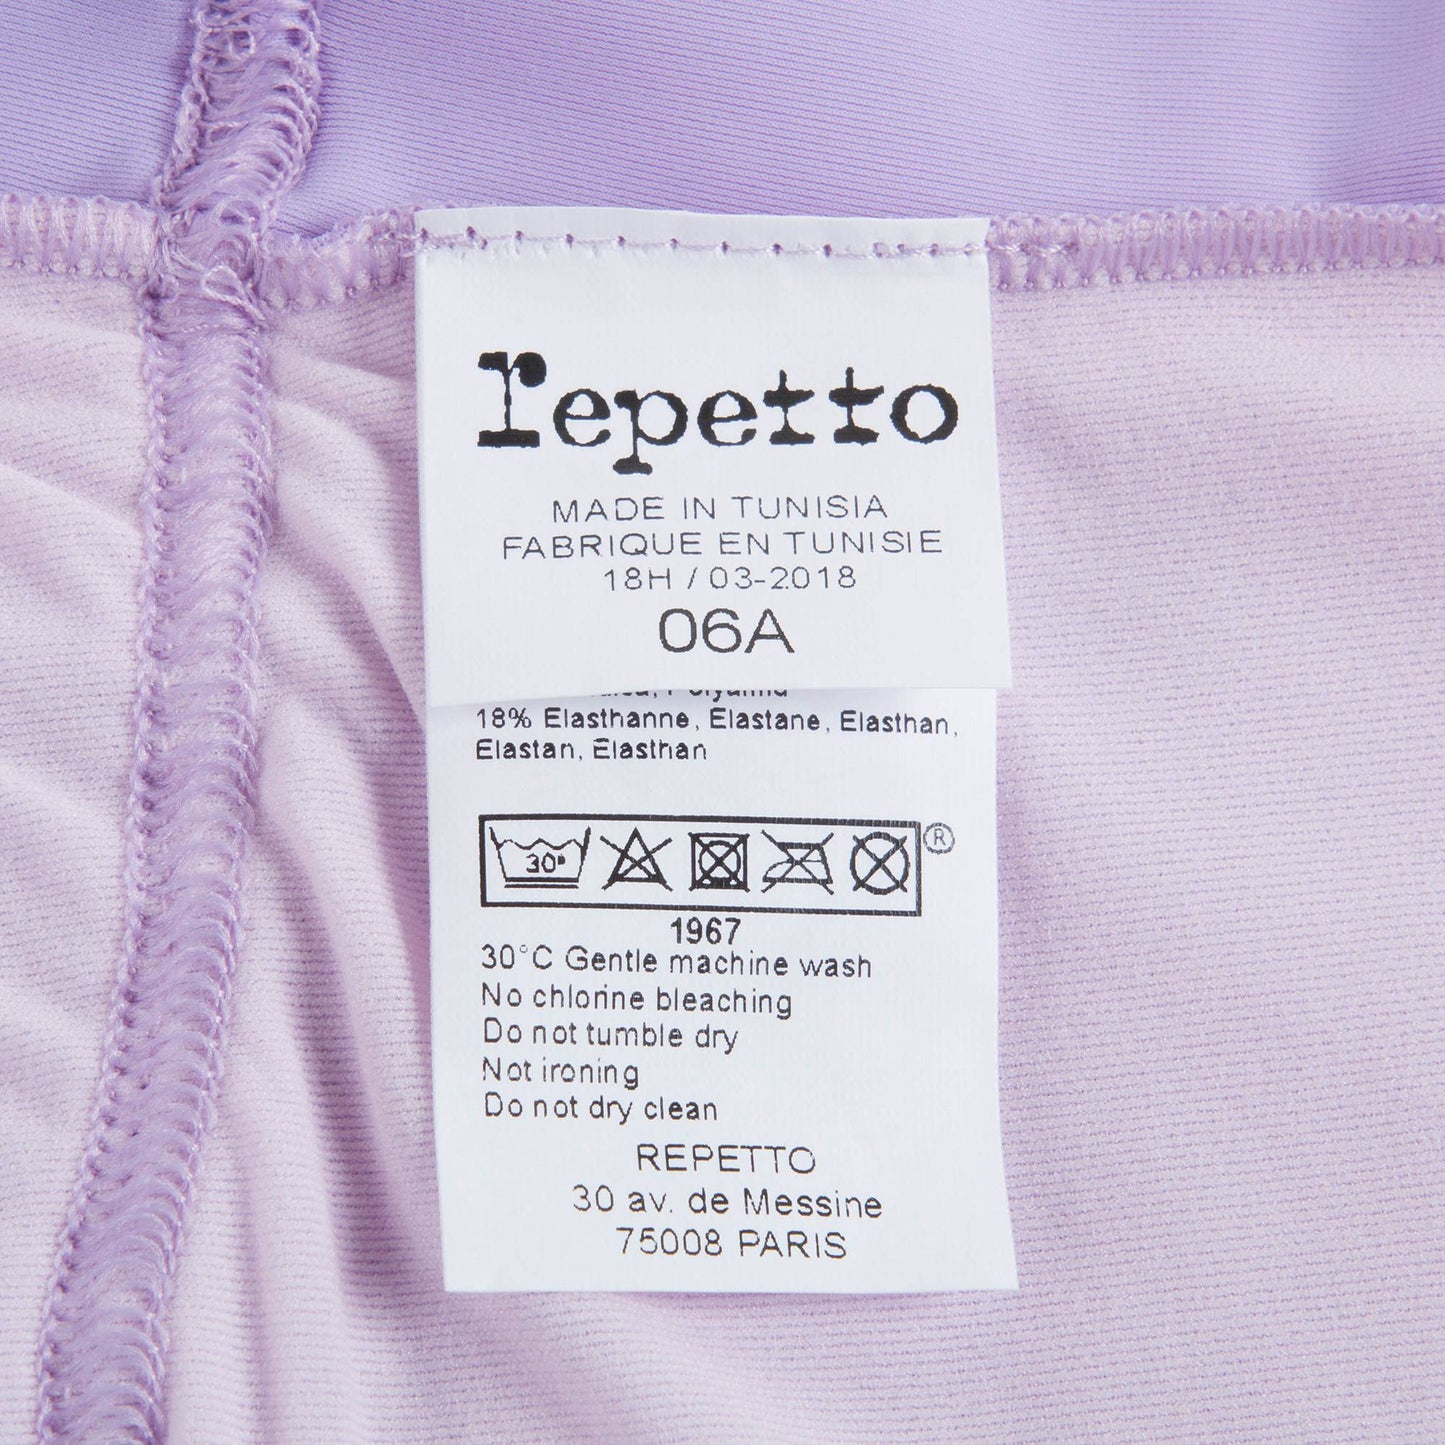 repetto
MADE IN TUNISIA
FABRIQUE EN TUNISIE
18H / 03-2018
06A
18% Elasthanne, Elastane, Elasthan,
Elastan, Elasthan
30°
®
1967
30°C Gentle machine wash
No chlorine bleaching
Do not tumble dry
Not ironing
Do not dry clean
REPETTO
30 av. de Messine
75008 PARIS